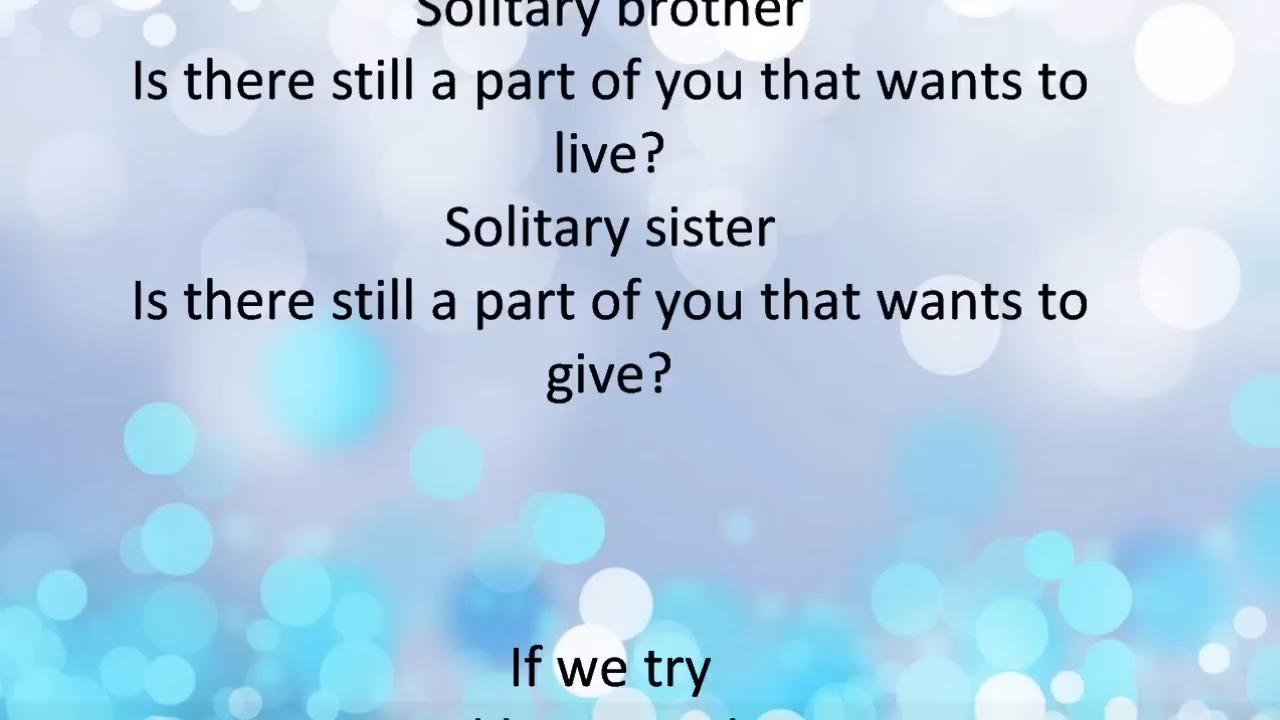 Solitary brother
Is there still a part of you that wants to
live?
Solitary sister
Is there still a part of you that wants to
give?
If we try